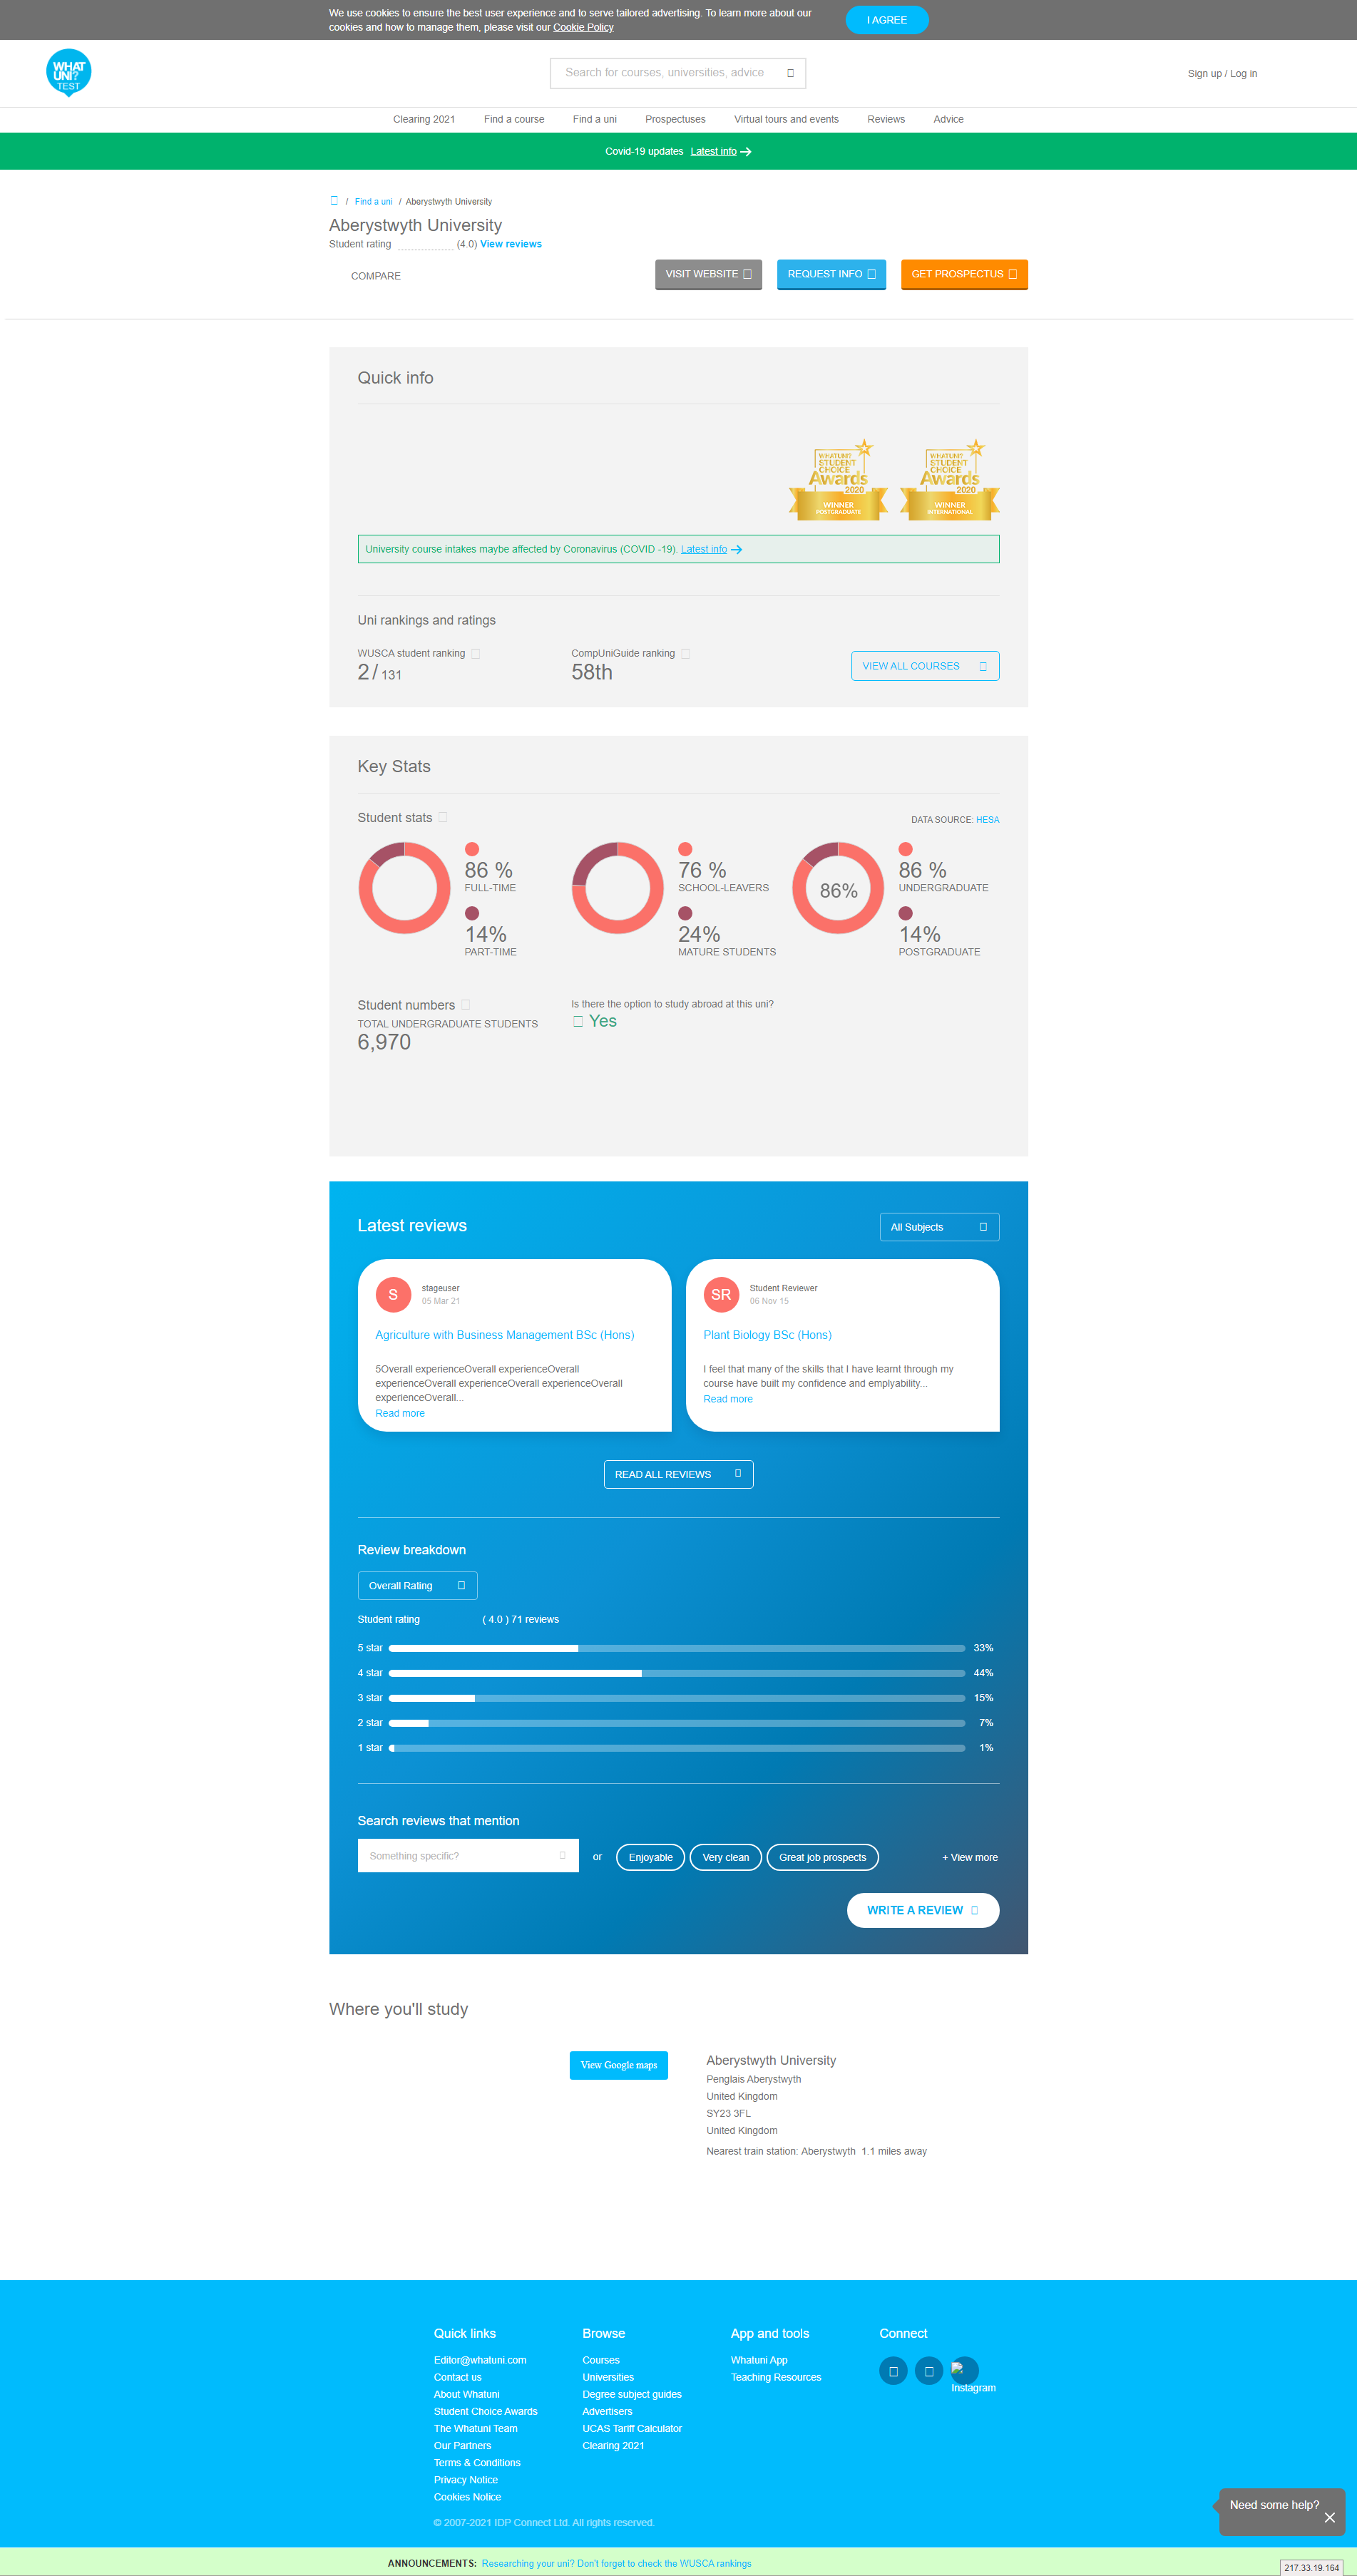 We use cookies to ensure the best user experience and to serve tailored advertising. To learn more about our
cookies and how to manage them, please visit our Cookie Policy
I AGREE
WHAT
UNI?
TEST
Search for courses, universities, advice
Sign up / Log in
Clearing 2021 Find a course Find a uni Prospectuses Virtual tours and events Reviews Advice
Covid-19 updates Latest info
/ Find a uni / Aberystwyth University
Aberystwyth University
Student rating (4.0) View reviews
COMPARE
VISIT WEBSITE
REQUEST INFO
GET PROSPECTUS
Quick info
WHATUNI?
STUDENT
CHOICE
Awards
2020
WINNER
POSTGRADUATE
WHATUNI?
STUDENT
CHOICE
Awards
2020
WINNER
INTERNATIONAL
University course intakes maybe affected by Coronavirus (COVID -19). Latest info
Uni rankings and ratings
WUSCA student ranking
2 / 131
CompUniGuide ranking
58th
VIEW ALL COURSES
Key Stats
Student stats
DATA SOURCE: HESA
86 %
FULL-TIME
14%
PART-TIME
76 %
SCHOOL-LEAVERS
24%
MATURE STUDENTS
86%
86 %
UNDERGRADUATE
14%
POSTGRADUATE
Student numbers
TOTAL UNDERGRADUATE STUDENTS
6,970
Is there the option to study abroad at this uni?
Yes
Latest reviews
All Subjects
S
stageuser
05 Mar 21
Agriculture with Business Management BSc (Hons)
5Overall experienceOverall experienceOverall
experienceOverall experienceOverall experienceOverall
experienceOverall...
Read more
SR
Student Reviewer
06 Nov 15
Plant Biology BSc (Hons)
I feel that many of the skills that I have learnt through my
course have built my confidence and emplyability...
Read more
READ ALL REVIEWS
Review breakdown
Overall Rating
Student rating ( 4.0 ) 71 reviews
5 star 33%
4 star 44%
3 star 15%
2 star 7%
1 star 1%
Search reviews that mention
Something specific?
or
Enjoyable
Very clean
Great job prospects
+ View more
WRITE A REVIEW
Where you'll study
View Google maps
Aberystwyth University
Penglais Aberystwyth
United Kingdom
SY23 3FL
United Kingdom
Nearest train station: Aberystwyth 1.1 miles away
Quick links
Editor@whatuni.com
Contact us
About Whatuni
Student Choice Awards
The Whatuni Team
Our Partners
Terms & Conditions
Privacy Notice
Cookies Notice
Browse
Courses
Universities
Degree subject guides
Advertisers
UCAS Tariff Calculator
Clearing 2021
App and tools
Whatuni App
Teaching Resources
Connect
Instagram
© 2007-2021 IDP Connect Ltd. All rights reserved.
Need some help?
ANNOUNCEMENTS: Researching your uni? Don't forget to check the WUSCA rankings
217.33.19.164